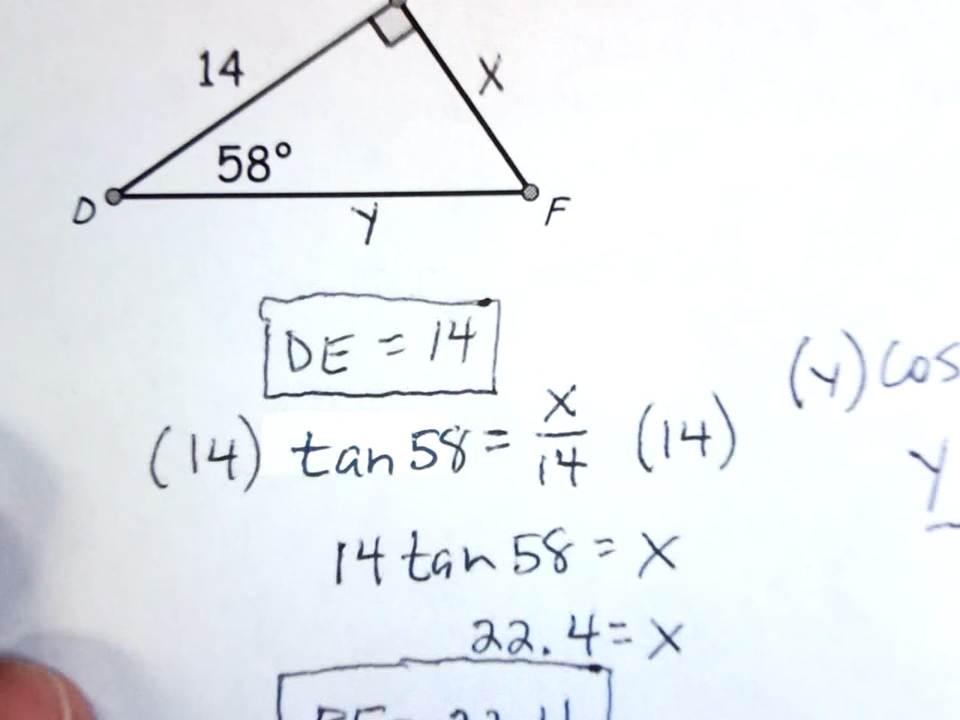 14
X
58°
D
F
Y
DE = 14
(14) tan 58 = X/14 (14)
(y) cos
14 tan 58 = X
y
22.4 = X